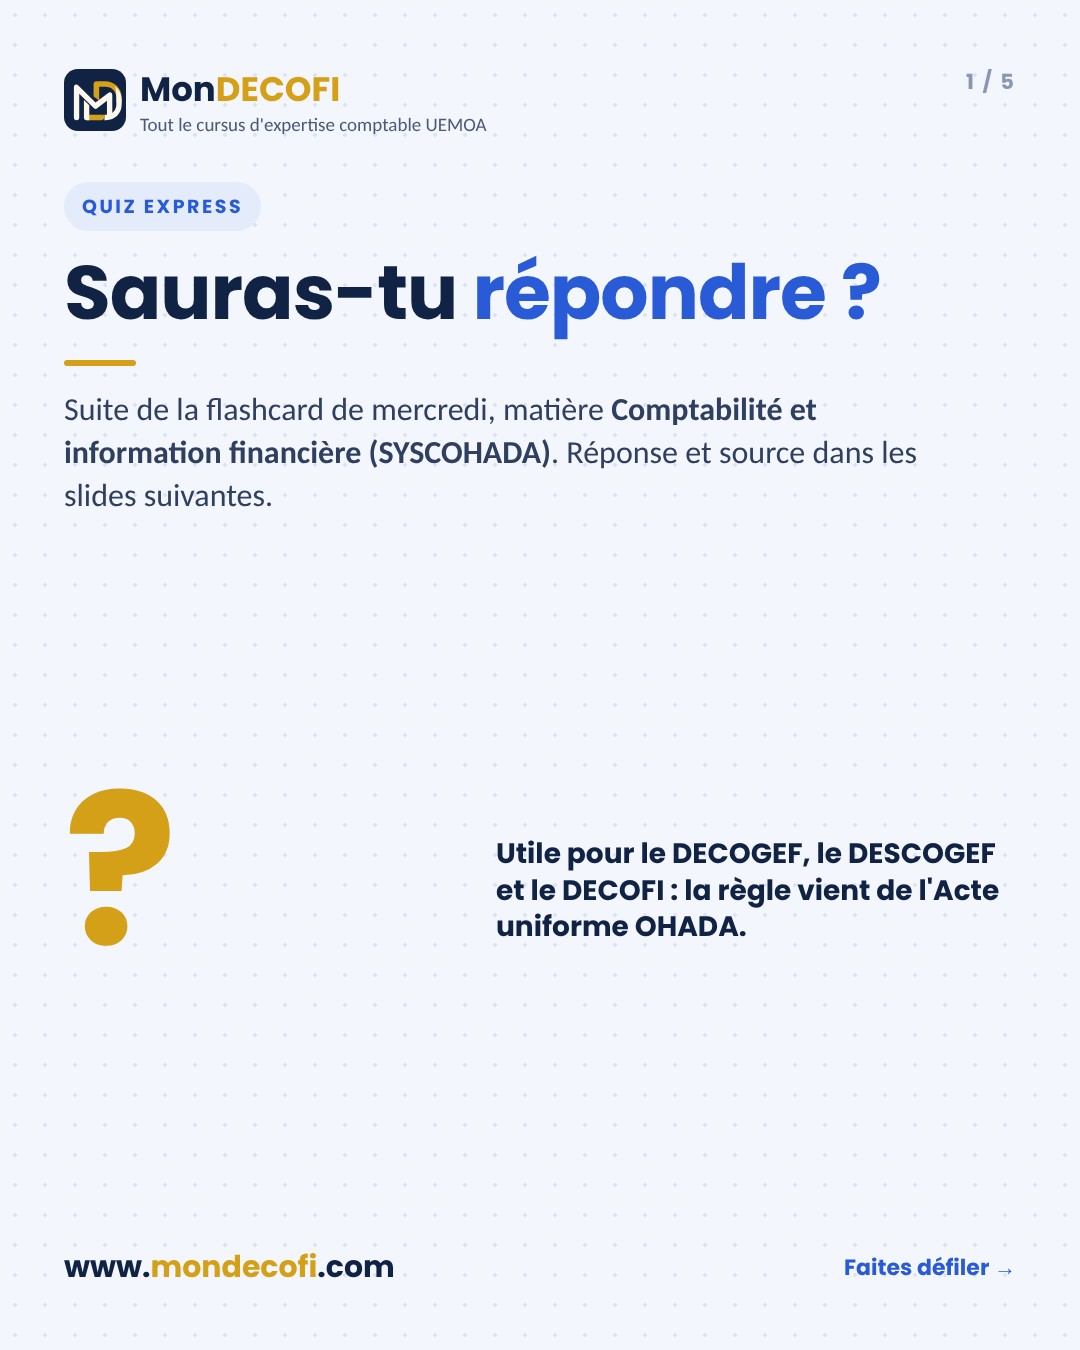 MonDECOFI
Tout le cursus d'expertise comptable UEMOA
1 / 5
QUIZ EXPRESS
Sauras-tu répondre ?
Suite de la flashcard de mercredi, matière Comptabilité et
information financière (SYSCOHADA). Réponse et source dans les
slides suivantes.
?
Utile pour le DECOGEF, le DESCOGEF
et le DECOFI : la règle vient de l'Acte
uniforme OHADA.
www.mondecofi.com
Faites défiler →